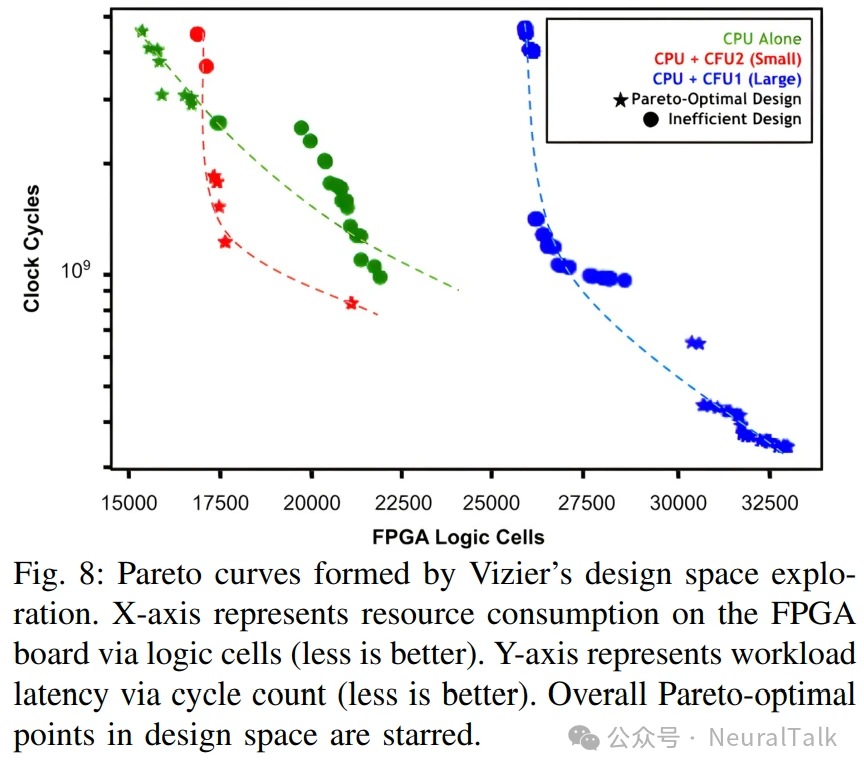 CPU Alone
CPU + CFU2 (Small)
CPU + CFU1 (Large)
Pareto-Optimal Design
Inefficient Design
Clock Cycles
10⁹
15000 17500 20000 22500 25000 27500 30000 32500
FPGA Logic Cells
Fig. 8: Pareto curves formed by Vizier's design space explo-
ration. X-axis represents resource consumption on the FPGA
board via logic cells (less is better). Y-axis represents workload
latency via cycle count (less is better). Overall Pareto-optimal
points in design space are starred.
公众号 · NeuralTalk